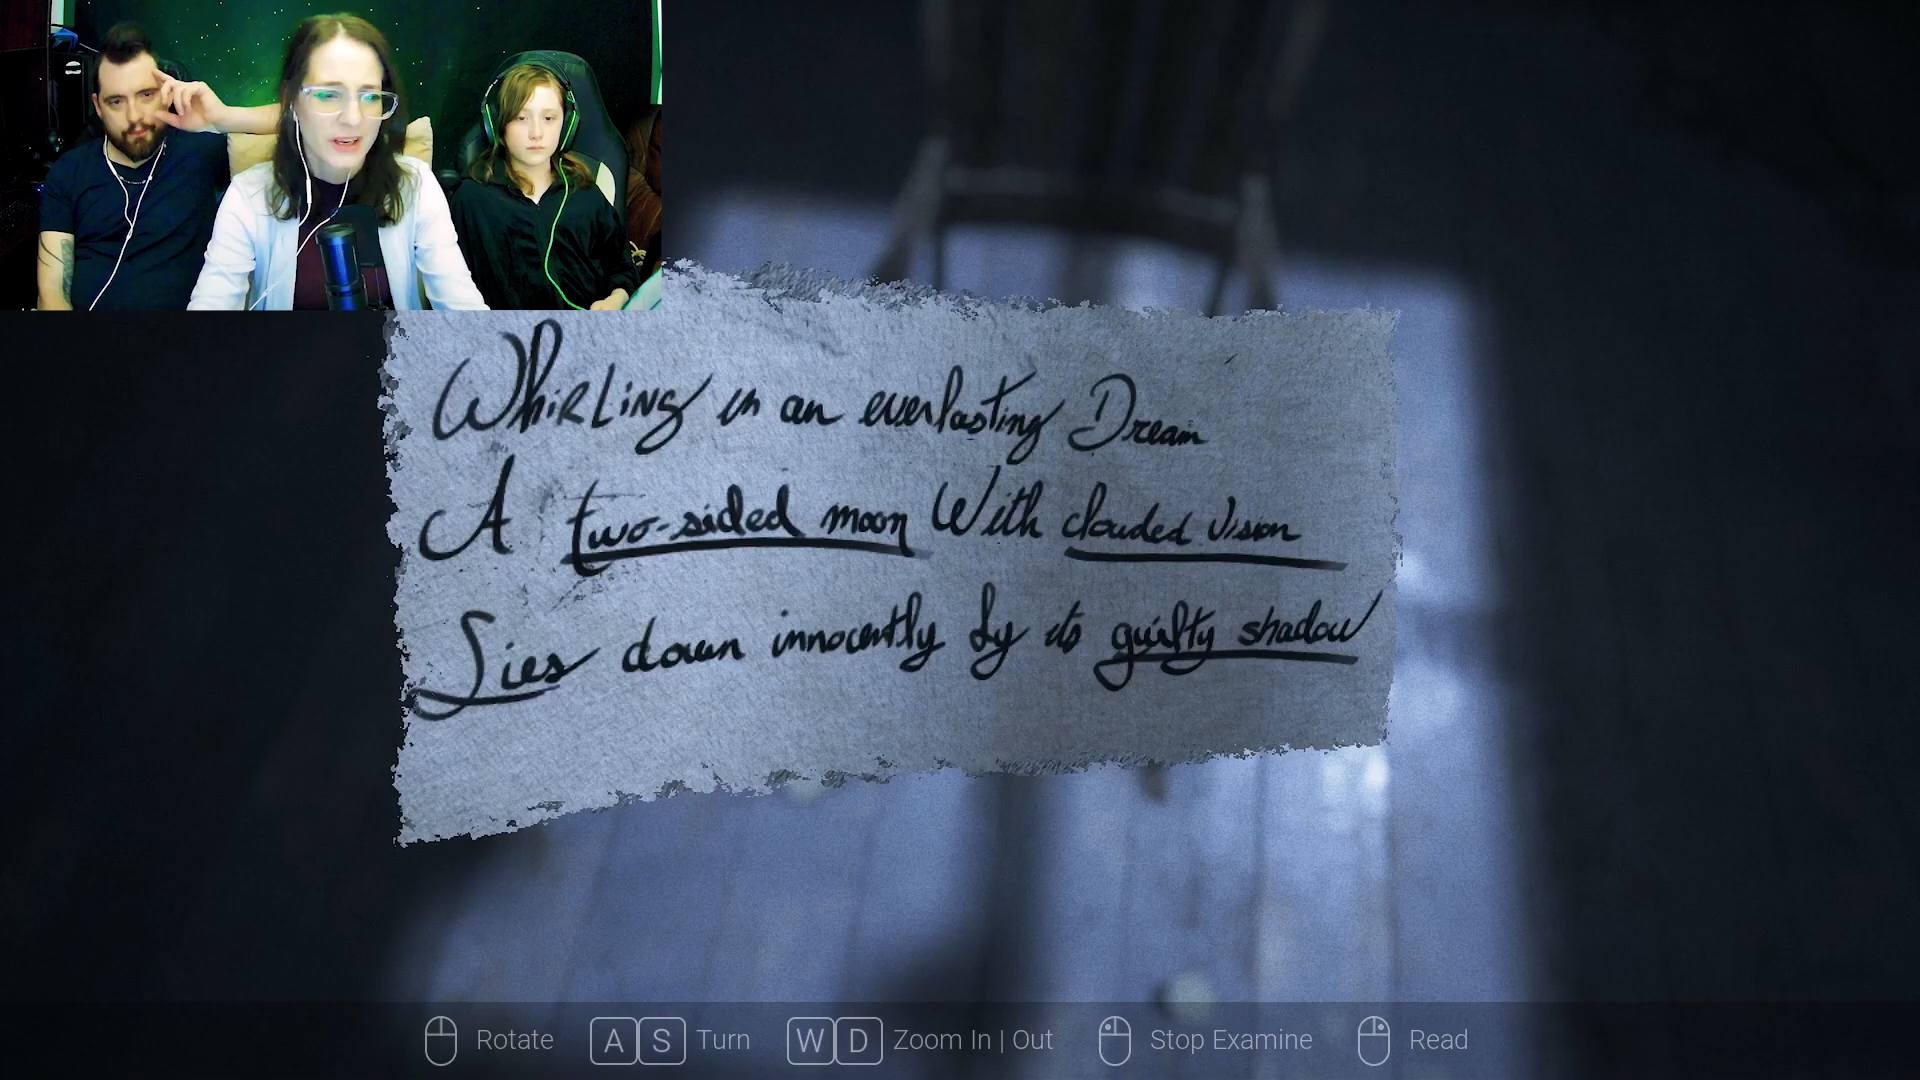 Whirling in an everlasting Dream
A two-sided moon With clouded vision
Lies down innocently by its guilty shadow
Rotate A S Turn W D Zoom In | Out Stop Examine Read